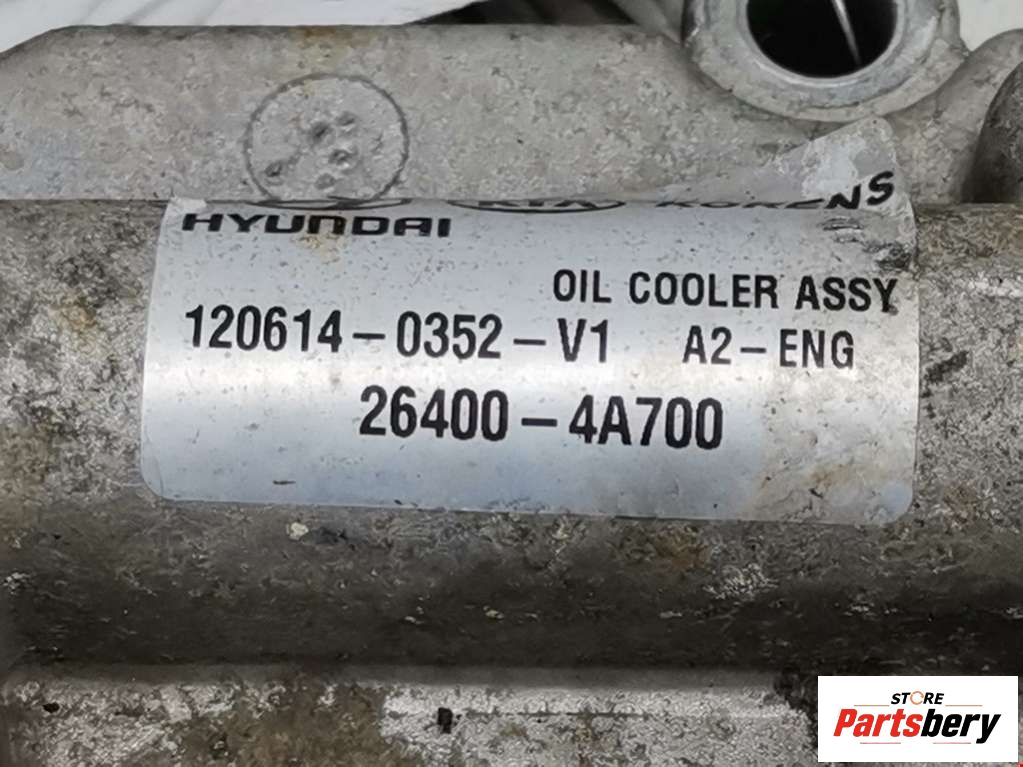 HYUNDAI KIA KORENS
OIL COOLER ASSY
120614-0352-V1 A2-ENG
26400-4A700
STORE
Partsbery